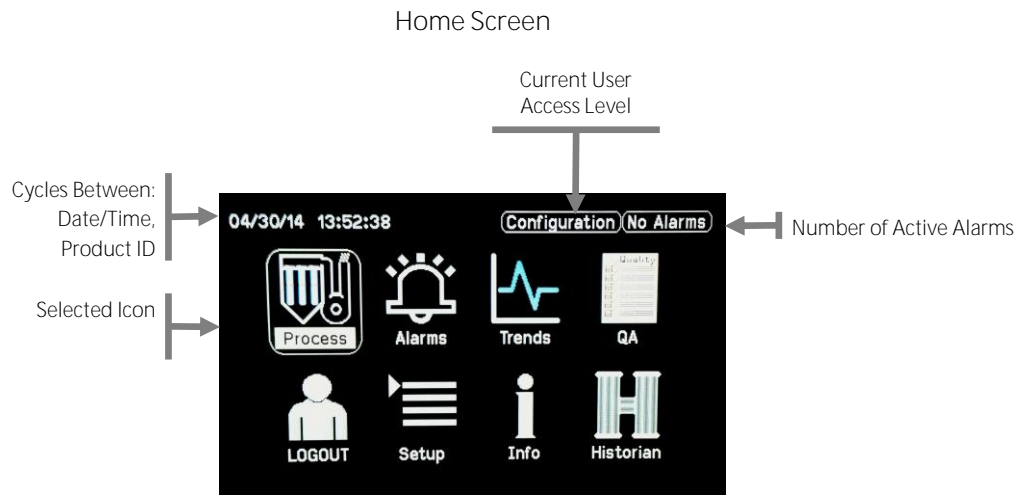 Home Screen
Current User
Access Level
Cycles Between:
Date/Time,
Product ID
04/30/14 13:52:38
Configuration
No Alarms
Number of Active Alarms
Selected Icon
Quality
Process
Alarms
Trends
QA
LOGOUT
Setup
Info
Historian